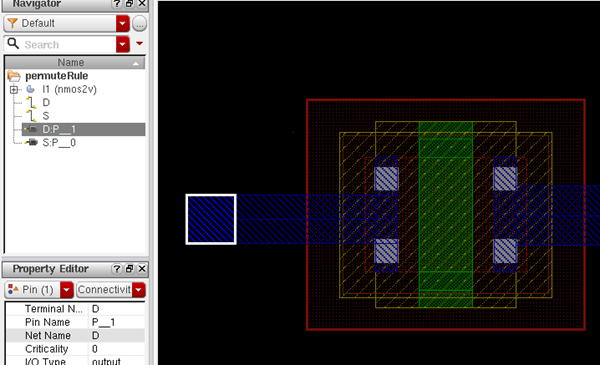 Navigator
Default
Search
Name
permuteRule
I1 (nmos2v)
D
S
D:P__1
S:P__0
Property Editor
Pin (1) Connectivit
Terminal N... D
Pin Name P__1
Net Name D
Criticality 0
I/O Type output